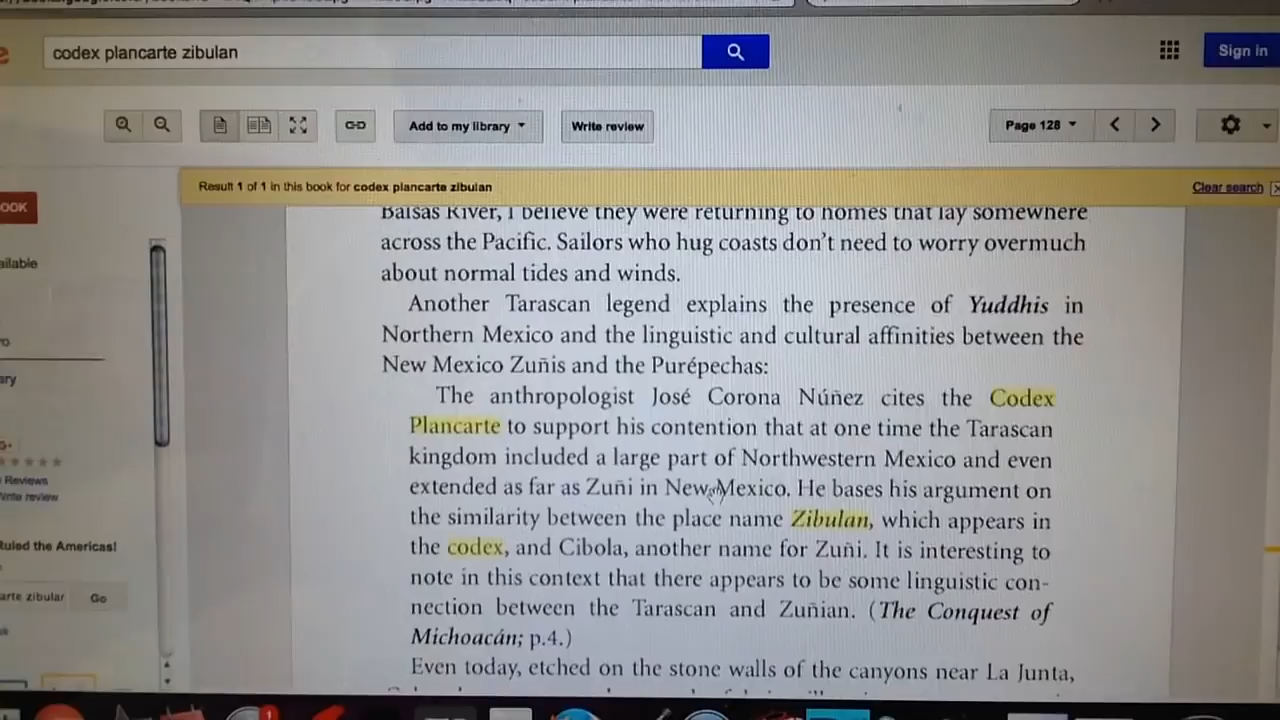 codex plancarte zibulan
Sign in
Add to my library
Write review
Page 128
Result 1 of 1 in this book for codex plancarte zibulan
Clear search
OOK
Balsas River, I believe they were returning to homes that lay somewhere
across the Pacific. Sailors who hug coasts don't need to worry overmuch
about normal tides and winds.
Another Tarascan legend explains the presence of Yuddhis in
Northern Mexico and the linguistic and cultural affinities between the
New Mexico Zuñis and the Purépechas:
The anthropologist José Corona Núñez cites the Codex
Plancarte to support his contention that at one time the Tarascan
kingdom included a large part of Northwestern Mexico and even
extended as far as Zuñi in New Mexico. He bases his argument on
the similarity between the place name Zibulan, which appears in
the codex, and Cibola, another name for Zuñi. It is interesting to
note in this context that there appears to be some linguistic con-
nection between the Tarascan and Zuñian. (The Conquest of
Michoacán; p.4.)
Even today, etched on the stone walls of the canyons near La Junta,
ailable
ary
Reviews
Write review
Ruled the Americas!
arte zibular
Go
1